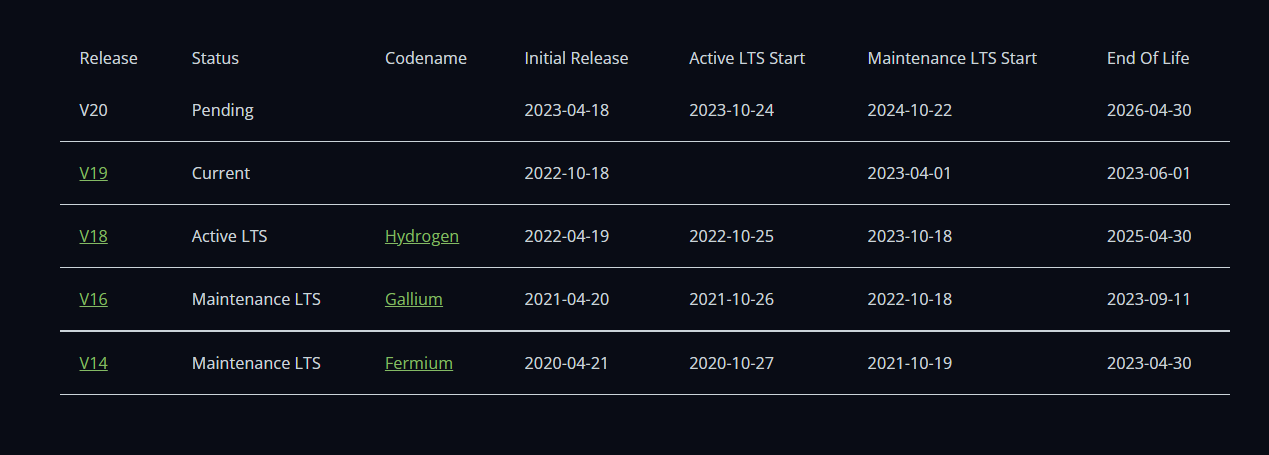 Release Status Codename Initial Release Active LTS Start Maintenance LTS Start End Of Life
V20 Pending 2023-04-18 2023-10-24 2024-10-22 2026-04-30
V19 Current 2022-10-18 2023-04-01 2023-06-01
V18 Active LTS Hydrogen 2022-04-19 2022-10-25 2023-10-18 2025-04-30
V16 Maintenance LTS Gallium 2021-04-20 2021-10-26 2022-10-18 2023-09-11
V14 Maintenance LTS Fermium 2020-04-21 2020-10-27 2021-10-19 2023-04-30